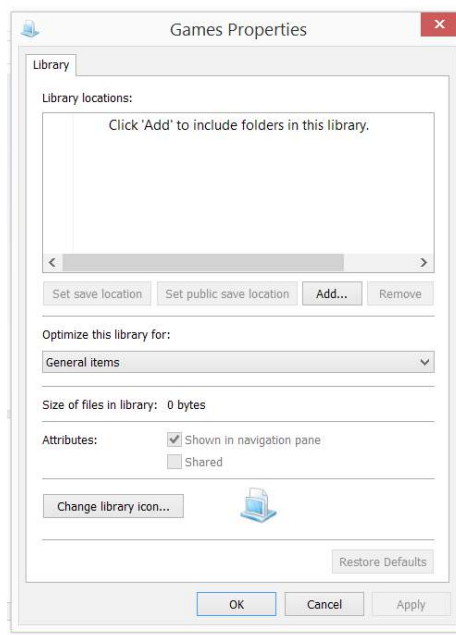 Games Properties
Library
Library locations:
Click 'Add' to include folders in this library.
Set save location Set public save location Add... Remove
Optimize this library for:
General items
Size of files in library: 0 bytes
Attributes: Shown in navigation pane
Shared
Change library icon...
Restore Defaults
OK Cancel Apply